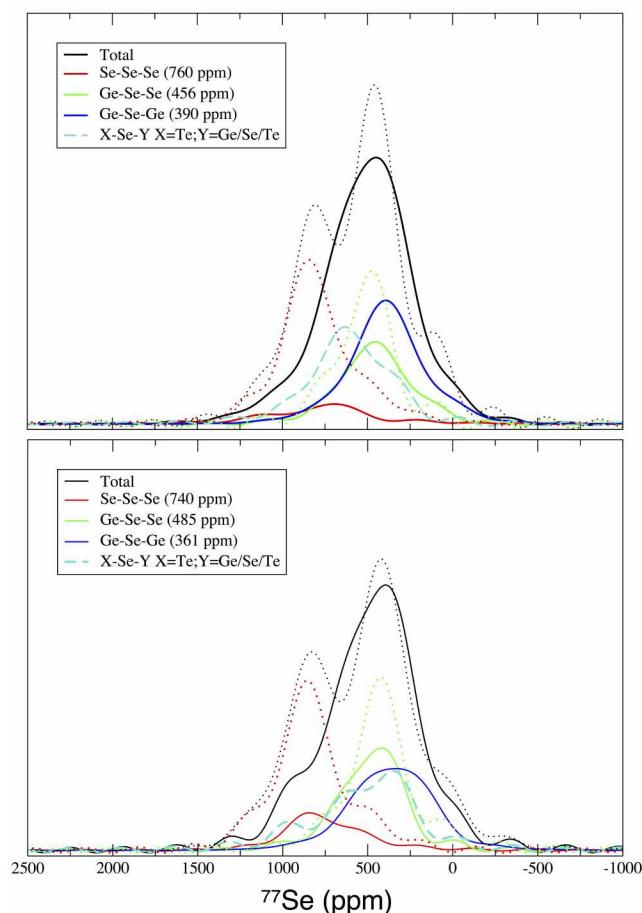 Total
Se-Se-Se (760 ppm)
Ge-Se-Se (456 ppm)
Ge-Se-Ge (390 ppm)
X-Se-Y X=Te;Y=Ge/Se/Te
Total
Se-Se-Se (740 ppm)
Ge-Se-Se (485 ppm)
Ge-Se-Ge (361 ppm)
X-Se-Y X=Te;Y=Ge/Se/Te
2500 2000 1500 1000 500 0 -500 -1000
⁷⁷Se (ppm)